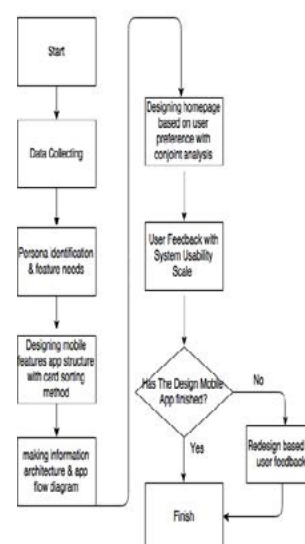 Start
Data Collecting
Persona identification
& feature needs
Designing mobile
features app structure
with card sorting
method
making information
architecture & app
flow diagram
Designing homepage
based on user
preference with
conjoint analysis
User Feedback with
System Usability
Scale
Has The Design Mobile
App finished?
No
Yes
Redesign based
user feedback
Finish